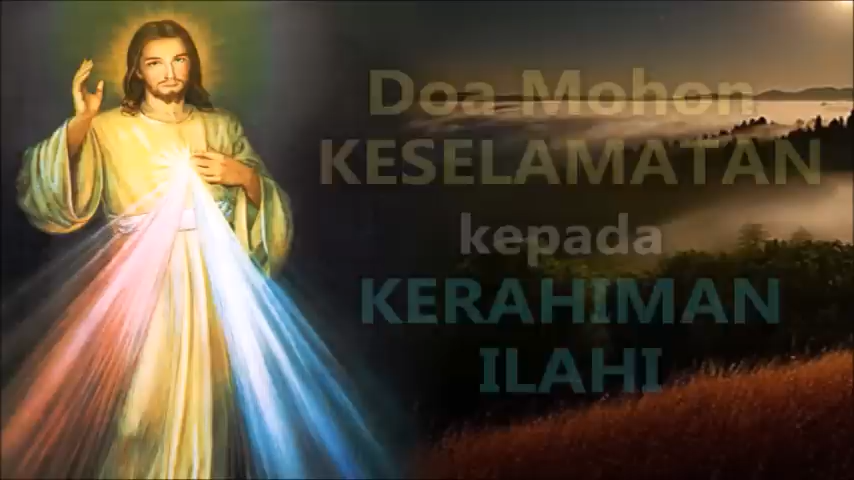 Doa Mohon
KESELAMATAN
kepada
KERAHIMAN
ILAHI